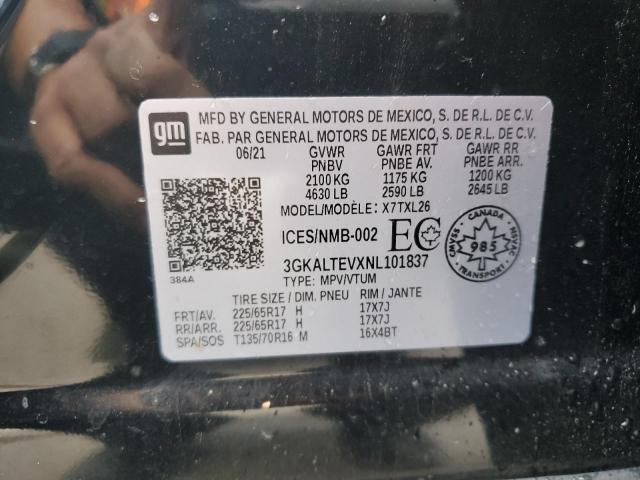 gm
MFD BY GENERAL MOTORS DE MEXICO, S. DE R.L. DE C.V.
FAB. PAR GENERAL MOTORS DE MEXICO, S. DE R.L. DE C.V.
06/21 GVWR GAWR FRT GAWR RR
PNBV PNBE AV. PNBE ARR.
2100 KG 1175 KG 1200 KG
4630 LB 2590 LB 2645 LB
MODEL/MODÈLE: X7TXL26
ICES/NMB-002 EC
CANADA
CMVSS 985 NSVAC
TRANSPORT
3GKALTEVXNL101837
384A
TYPE: MPV/VTUM
TIRE SIZE / DIM. PNEU RIM / JANTE
FRT/AV. 225/65R17 H 17X7J
RR/ARR. 225/65R17 H 17X7J
SPA/SOS T135/70R16 M 16X4BT